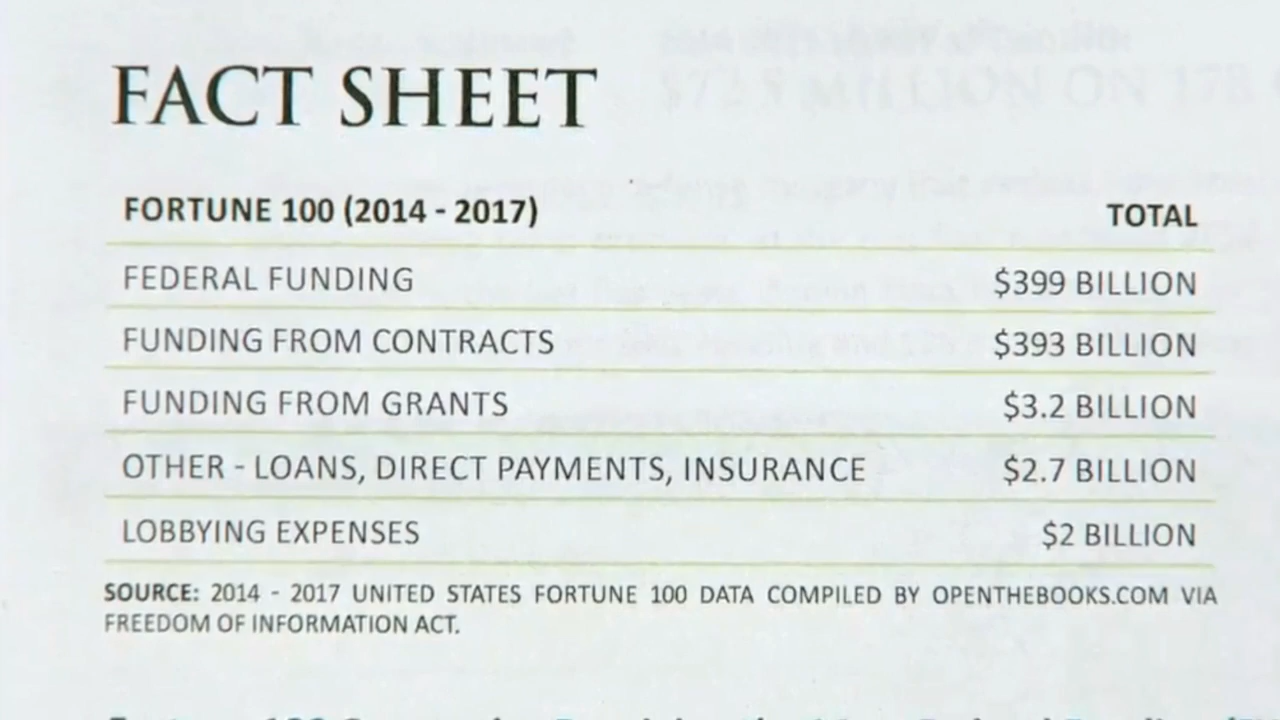 FACT SHEET
FORTUNE 100 (2014 - 2017) TOTAL
FEDERAL FUNDING $399 BILLION
FUNDING FROM CONTRACTS $393 BILLION
FUNDING FROM GRANTS $3.2 BILLION
OTHER - LOANS, DIRECT PAYMENTS, INSURANCE $2.7 BILLION
LOBBYING EXPENSES $2 BILLION
SOURCE: 2014 - 2017 UNITED STATES FORTUNE 100 DATA COMPILED BY OPENTHEBOOKS.COM VIA
FREEDOM OF INFORMATION ACT.